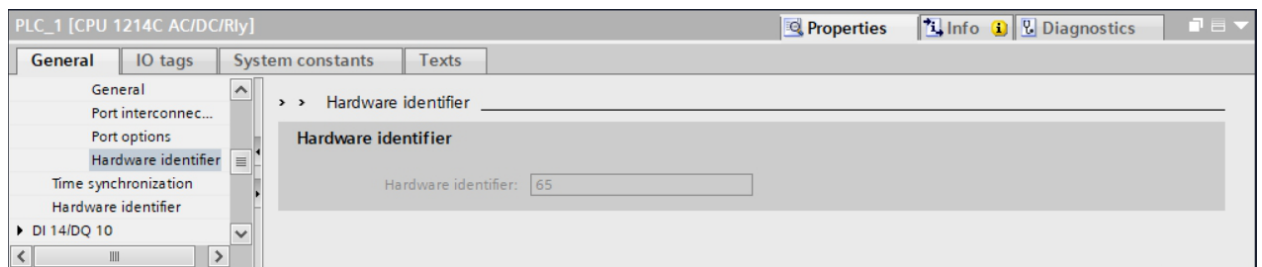 PLC_1 [CPU 1214C AC/DC/Rly]
Properties Info Diagnostics
General IO tags System constants Texts
General
Port interconnec...
Port options
Hardware identifier
Time synchronization
Hardware identifier
DI 14/DQ 10
> > Hardware identifier
Hardware identifier
Hardware identifier: 65